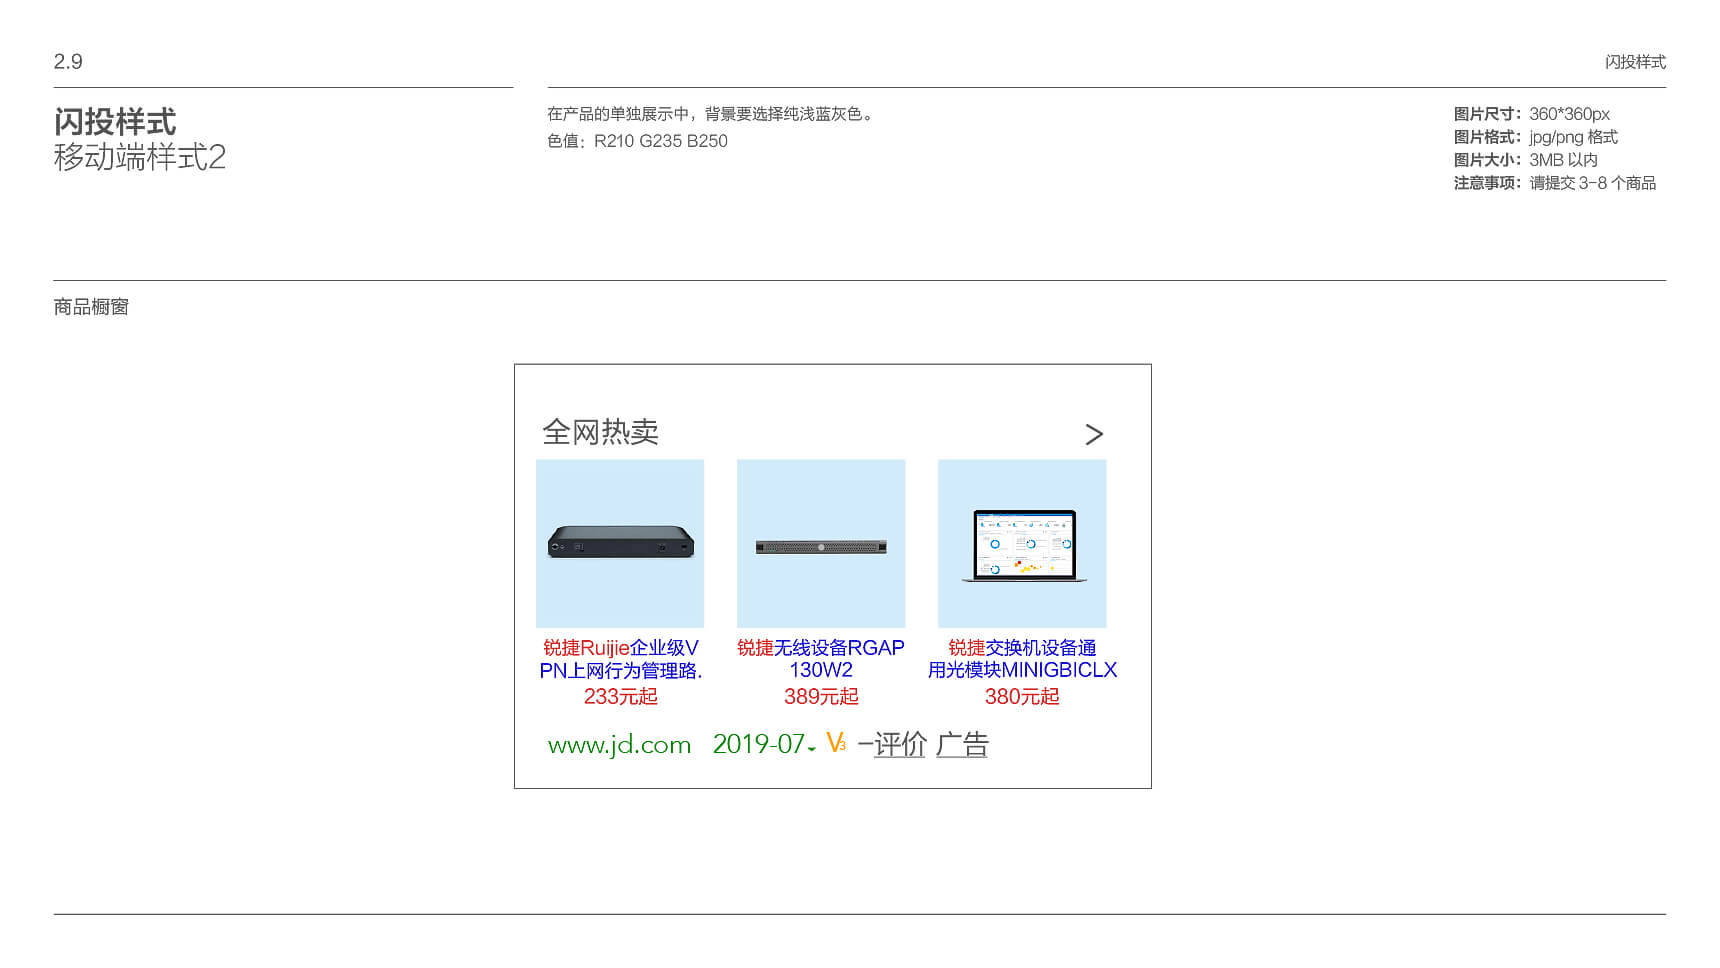 2.9
闪投样式
闪投样式
移动端样式2
在产品的单独展示中，背景要选择纯浅蓝灰色。
色值：R210 G235 B250
图片尺寸：360*360px
图片格式：jpg/png 格式
图片大小：3MB 以内
注意事项：请提交 3-8 个商品
商品橱窗
全网热卖 >
锐捷Ruijie企业级V
PN上网行为管理路.
233元起
锐捷无线设备RGAP
130W2
389元起
锐捷交换机设备通
用光模块MINIGBICLX
380元起
www.jd.com 2019-07 V3 -评价 广告